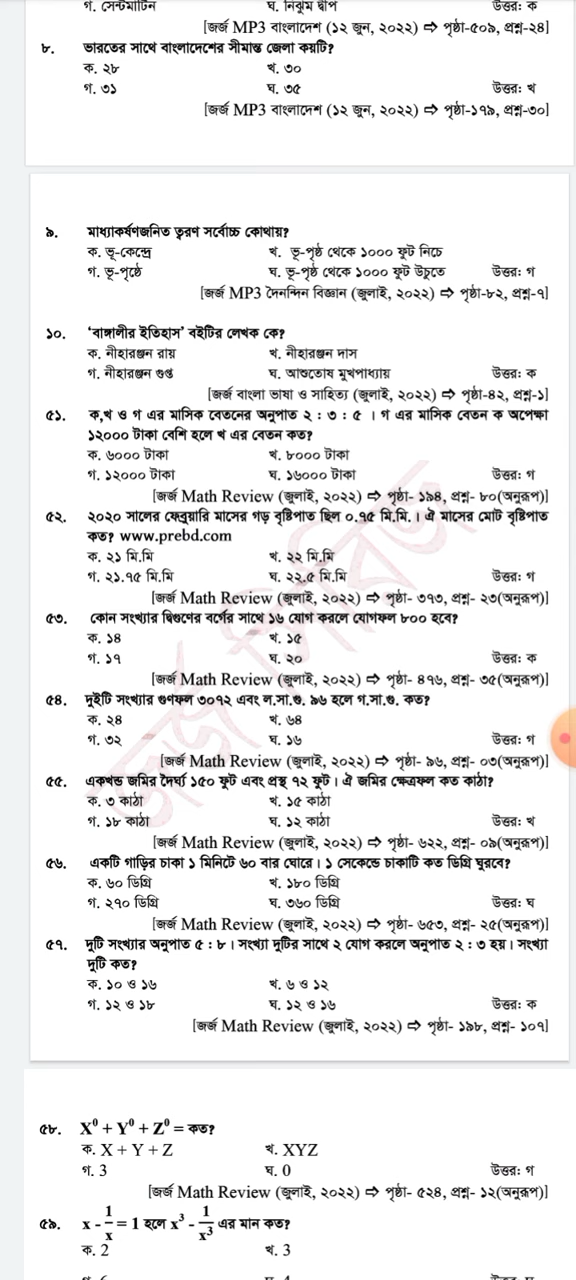 গ. সেন্টমার্টিন ঘ. নিঝুম দ্বীপ উত্তর: ক
[জর্জ MP3 বাংলাদেশ (১২ জুন, ২০২২) ⇨ পৃষ্ঠা-৫০৯, প্রশ্ন-২৪]
৮. ভারতের সাথে বাংলাদেশের সীমান্ত জেলা কয়টি?
ক. ২৮ খ. ৩০
গ. ৩১ ঘ. ৩৫ উত্তর: খ
[জর্জ MP3 বাংলাদেশ (১২ জুন, ২০২২) ⇨ পৃষ্ঠা-১৭৯, প্রশ্ন-৩০]
৯. মাধ্যাকর্ষণজনিত ত্বরণ সর্বোচ্চ কোথায়?
ক. ভূ-কেন্দ্রে খ. ভূ-পৃষ্ঠ থেকে ১০০০ ফুট নিচে
গ. ভূ-পৃষ্ঠে ঘ. ভূ-পৃষ্ঠ থেকে ১০০০ ফুট উঁচুতে উত্তর: গ
[জর্জ MP3 দৈনন্দিন বিজ্ঞান (জুলাই, ২০২২) ⇨ পৃষ্ঠা-৮২, প্রশ্ন-৭]
১০. ‘বাঙ্গালীর ইতিহাস’ বইটির লেখক কে?
ক. নীহারঞ্জন রায় খ. নীহারঞ্জন দাস
গ. নীহারঞ্জন গুপ্ত ঘ. আশুতোষ মুখপাধ্যায় উত্তর: ক
[জর্জ বাংলা ভাষা ও সাহিত্য (জুলাই, ২০২২) ⇨ পৃষ্ঠা-৪২, প্রশ্ন-১]
৫১. ক,খ ও গ এর মাসিক বেতনের অনুপাত ২ : ৩ : ৫ । গ এর মাসিক বেতন ক অপেক্ষা
১২০০০ টাকা বেশি হলে খ এর বেতন কত?
ক. ৬০০০ টাকা খ. ৮০০০ টাকা
গ. ১২০০০ টাকা ঘ. ১৬০০০ টাকা উত্তর: গ
[জর্জ Math Review (জুলাই, ২০২২) ⇨ পৃষ্ঠা- ১৯৪, প্রশ্ন- ৮০(অনুরূপ)]
৫২. ২০২০ সালের ফেব্রুয়ারি মাসের গড় বৃষ্টিপাত ছিল ০.৭৫ মি.মি.। ঐ মাসের মোট বৃষ্টিপাত
কত? www.prebd.com
ক. ২১ মি.মি খ. ২২ মি.মি
গ. ২১.৭৫ মি.মি ঘ. ২২.৫ মি.মি উত্তর: গ
[জর্জ Math Review (জুলাই, ২০২২) ⇨ পৃষ্ঠা- ৩৭৩, প্রশ্ন- ২৩(অনুরূপ)]
৫৩. কোন সংখ্যার দ্বিগুণের বর্গের সাথে ১৬ যোগ করলে যোগফল ৮০০ হবে?
ক. ১৪ খ. ১৫
গ. ১৭ ঘ. ২০ উত্তর: ক
[জর্জ Math Review (জুলাই, ২০২২) ⇨ পৃষ্ঠা- ৪৭৬, প্রশ্ন- ৩৫(অনুরূপ)]
৫৪. দুইটি সংখ্যার গুণফল ৩০৭২ এবং ল.সা.গু. ৯৬ হলে গ.সা.গু. কত?
ক. ২৪ খ. ৬৪
গ. ৩২ ঘ. ১৬ উত্তর: গ
[জর্জ Math Review (জুলাই, ২০২২) ⇨ পৃষ্ঠা- ৯৬, প্রশ্ন- ০৩(অনুরূপ)]
৫৫. একখন্ড জমির দৈর্ঘ্য ১৫০ ফুট এবং প্রস্থ ৭২ ফুট। ঐ জমির ক্ষেত্রফল কত কাঠা?
ক. ৩ কাঠা খ. ১৫ কাঠা
গ. ১৮ কাঠা ঘ. ১২ কাঠা উত্তর: খ
[জর্জ Math Review (জুলাই, ২০২২) ⇨ পৃষ্ঠা- ৬২২, প্রশ্ন- ০৯(অনুরূপ)]
৫৬. একটি গাড়ির চাকা ১ মিনিটে ৬০ বার ঘোরে। ১ সেকেন্ডে চাকাটি কত ডিগ্রি ঘুরবে?
ক. ৬০ ডিগ্রি খ. ১৮০ ডিগ্রি
গ. ২৭০ ডিগ্রি ঘ. ৩৬০ ডিগ্রি উত্তর: ঘ
[জর্জ Math Review (জুলাই, ২০২২) ⇨ পৃষ্ঠা- ৬৫৩, প্রশ্ন- ২৫(অনুরূপ)]
৫৭. দুটি সংখ্যার অনুপাত ৫ : ৮। সংখ্যা দুটির সাথে ২ যোগ করলে অনুপাত ২ : ৩ হয়। সংখ্যা
দুটি কত?
ক. ১০ ও ১৬ খ. ৬ ও ১২
গ. ১২ ও ১৮ ঘ. ১২ ও ১৬ উত্তর: ক
[জর্জ Math Review (জুলাই, ২০২২) ⇨ পৃষ্ঠা- ১৯৮, প্রশ্ন- ১০৭]
জর্জ সিরিজ
৫৮. X⁰ + Y⁰ + Z⁰ = কত?
ক. X + Y + Z খ. XYZ
গ. 3 ঘ. 0 উত্তর: গ
[জর্জ Math Review (জুলাই, ২০২২) ⇨ পৃষ্ঠা- ৫২৪, প্রশ্ন- ১২(অনুরূপ)]
৫৯. x - 1/x = 1 হলে x³ - 1/x³ এর মান কত?
ক. 2 খ. 3